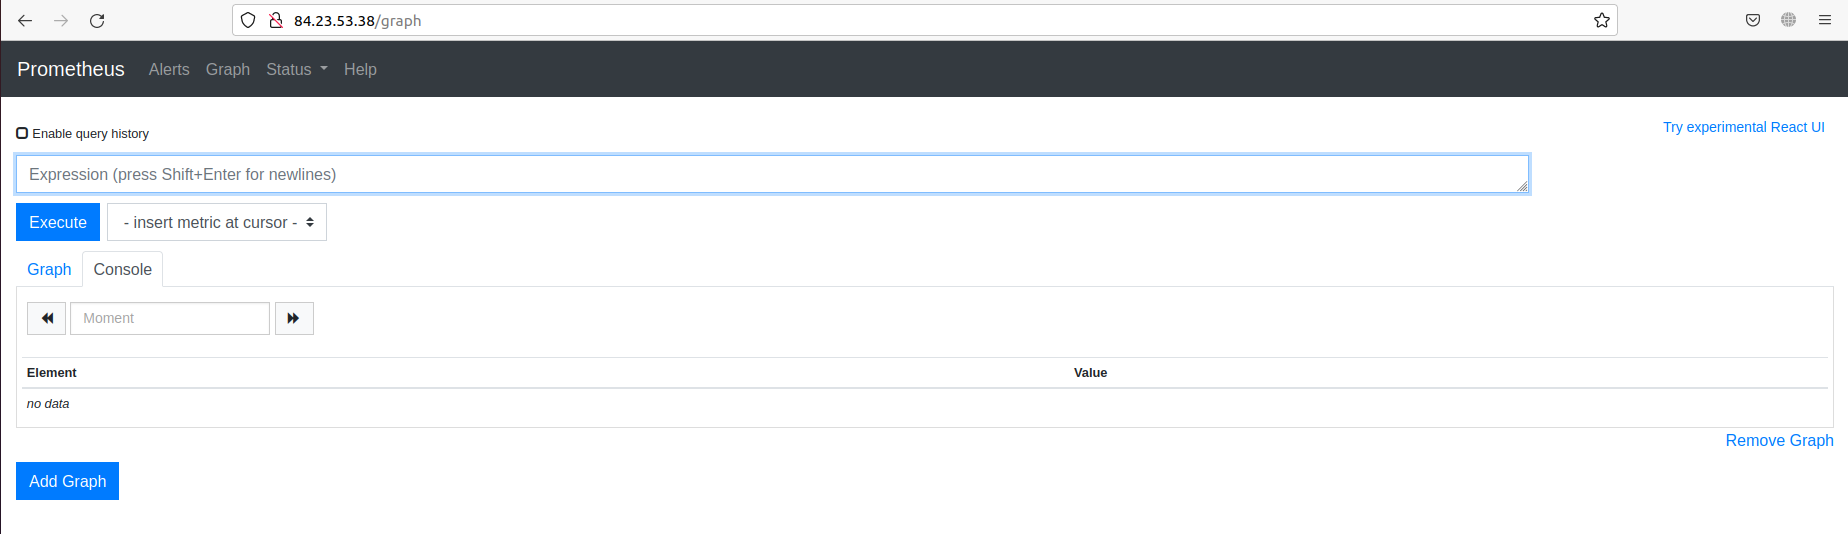 84.23.53.38/graph
Prometheus Alerts Graph Status Help
Enable query history
Try experimental React UI
Expression (press Shift+Enter for newlines)
Execute - insert metric at cursor -
Graph Console
Moment
Element Value
no data
Remove Graph
Add Graph